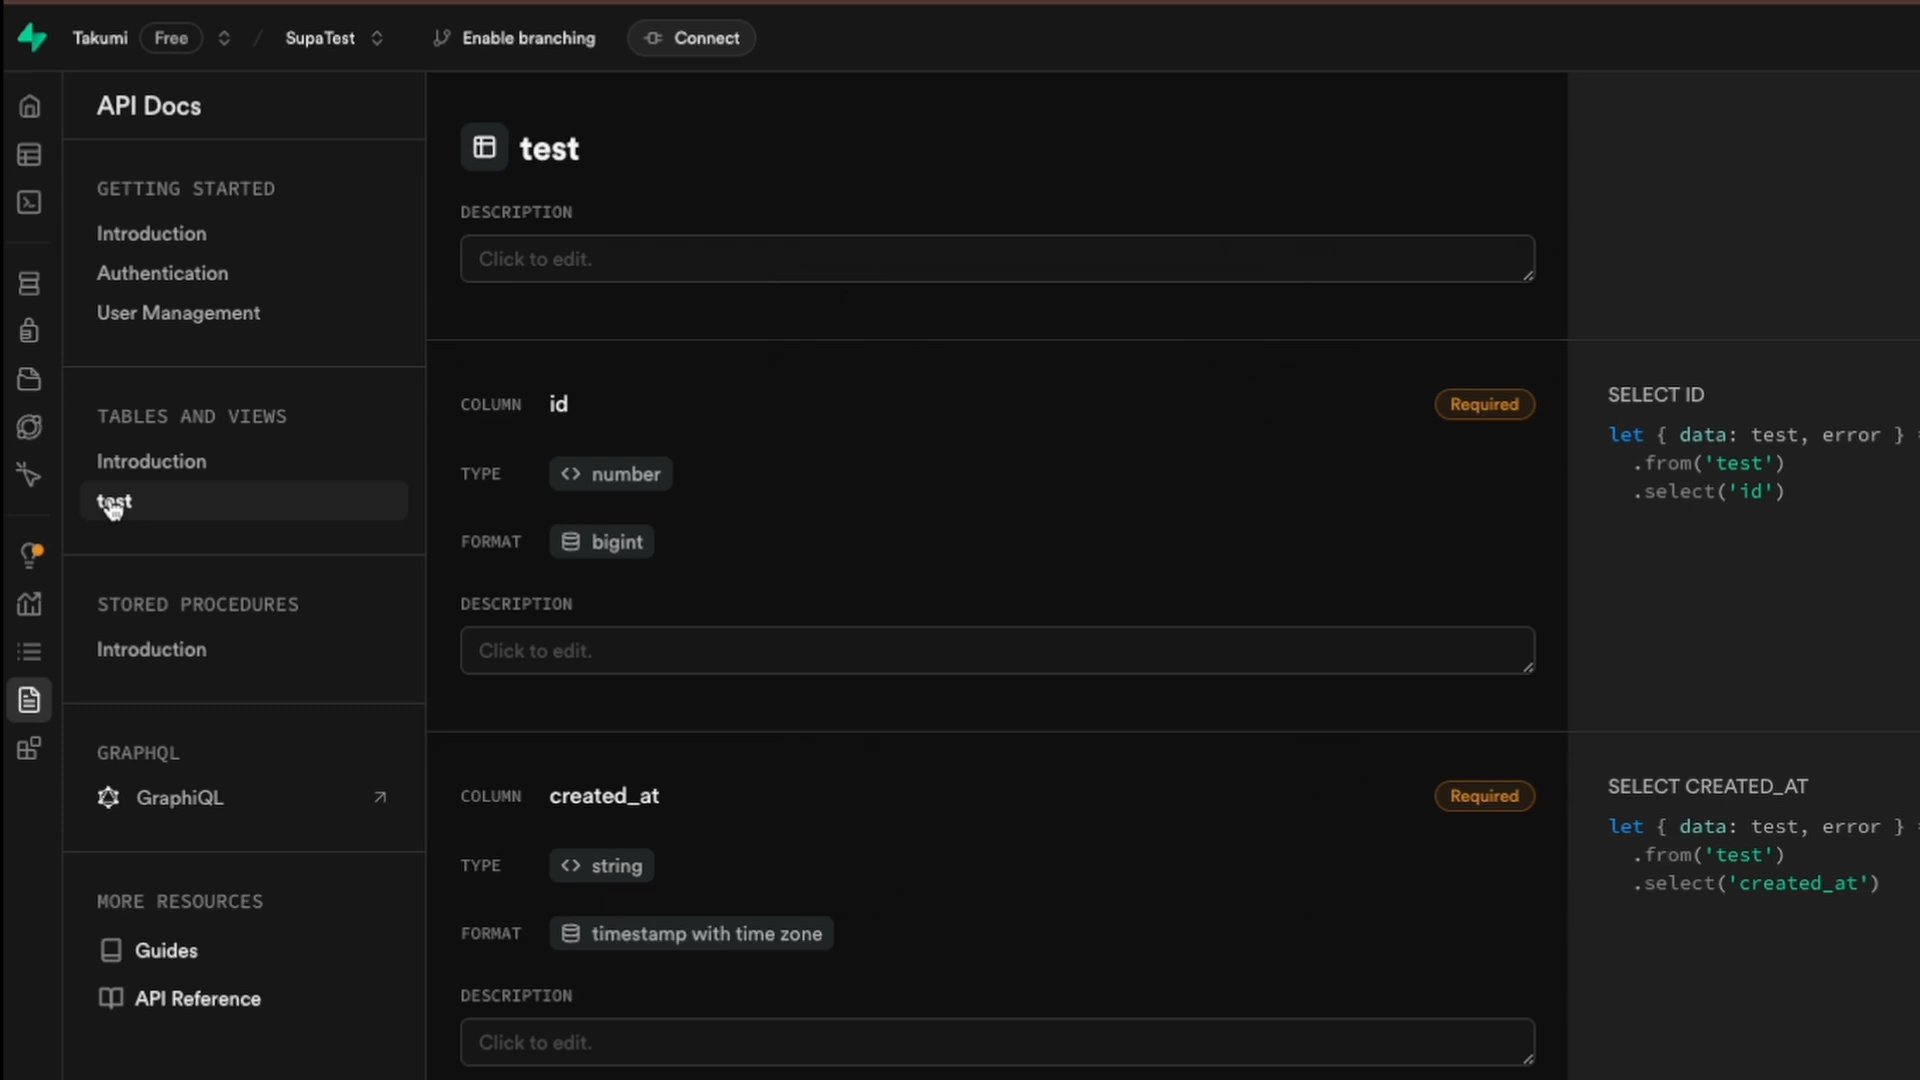 Takumi Free / SupaTest Enable branching Connect
API Docs
GETTING STARTED
Introduction
Authentication
User Management
TABLES AND VIEWS
Introduction
test
STORED PROCEDURES
Introduction
GRAPHQL
GraphiQL
MORE RESOURCES
Guides
API Reference
test
DESCRIPTION
Click to edit.
COLUMN id Required
TYPE <> number
FORMAT bigint
DESCRIPTION
Click to edit.
COLUMN created_at Required
TYPE <> string
FORMAT timestamp with time zone
DESCRIPTION
Click to edit.
SELECT ID
let { data: test, error }
.from('test')
.select('id')
SELECT CREATED_AT
let { data: test, error }
.from('test')
.select('created_at')